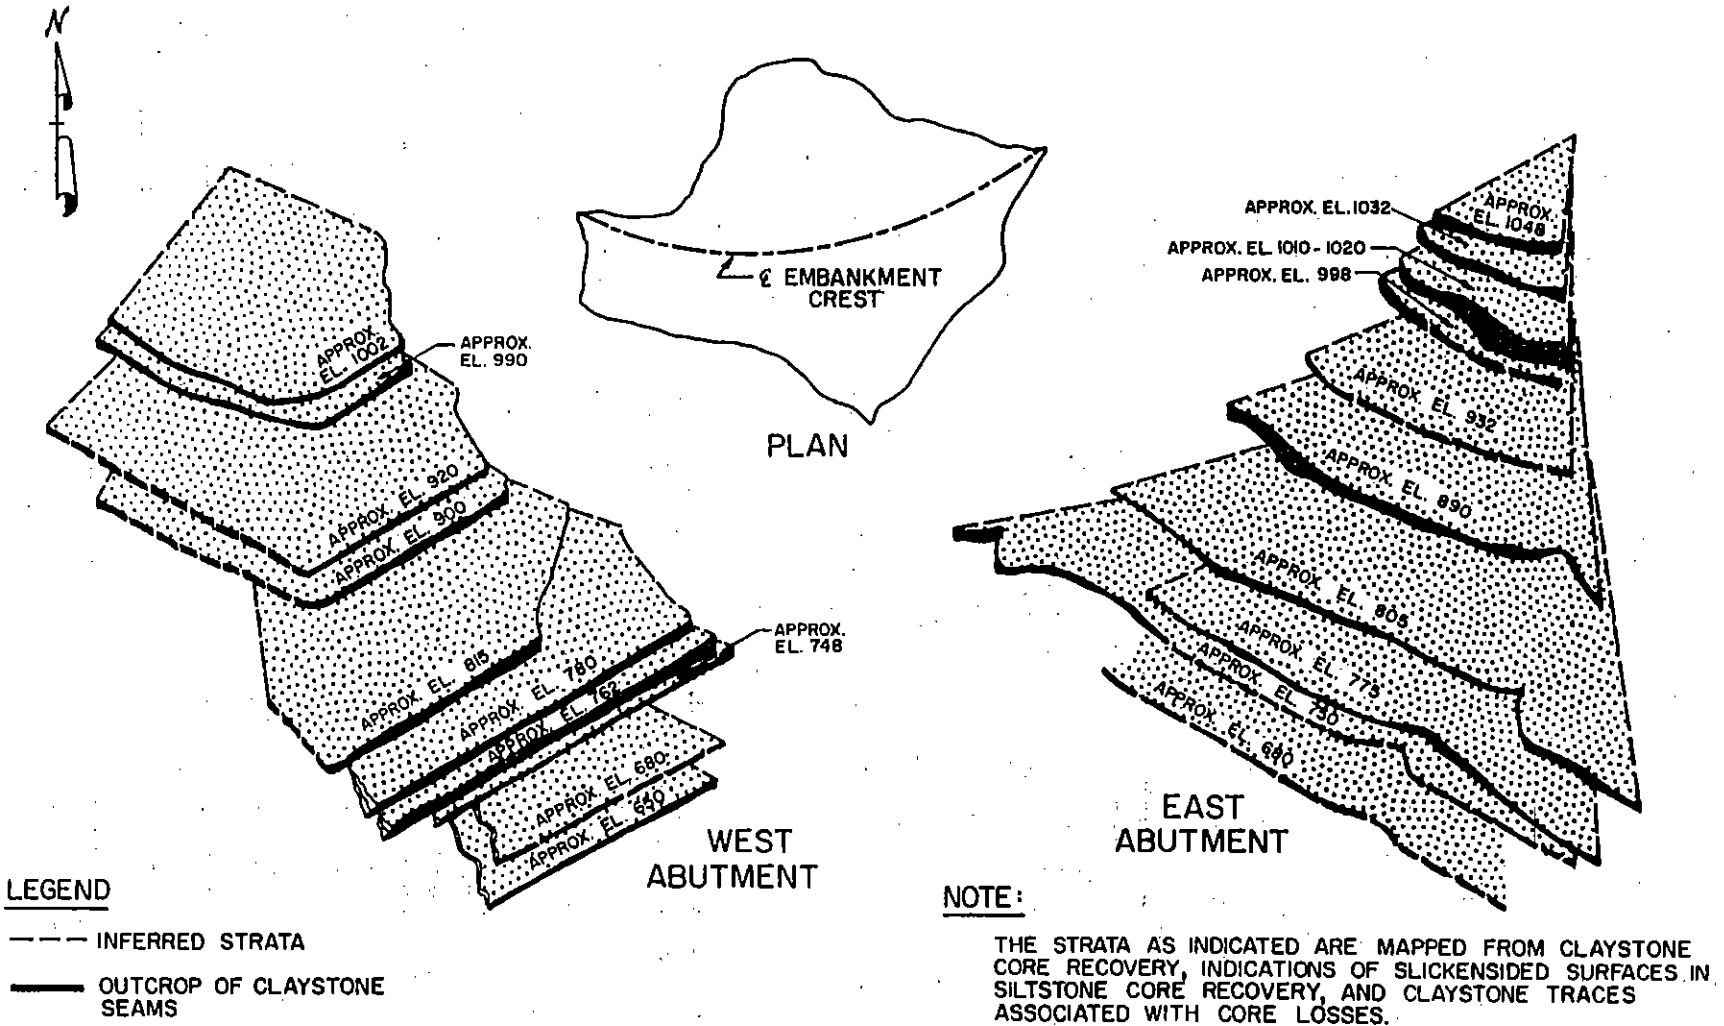 N
APPROX.
EL. 1002
APPROX.
EL. 990
APPROX. EL. 920
APPROX. EL. 900
APPROX. EL. 815
APPROX. EL. 780
APPROX. EL. 762
APPROX.
EL. 748
APPROX. EL. 680
APPROX. EL. 650
WEST
ABUTMENT
℄ EMBANKMENT
CREST
PLAN
APPROX.
EL. 1048
APPROX. EL. 1032
APPROX. EL. 1010-1020
APPROX. EL. 998
APPROX. EL. 932
APPROX. EL. 890
APPROX. EL. 805
APPROX. EL. 775
APPROX. EL. 750
APPROX. EL. 680
EAST
ABUTMENT
LEGEND
INFERRED STRATA
OUTCROP OF CLAYSTONE
SEAMS
NOTE:
THE STRATA AS INDICATED ARE MAPPED FROM CLAYSTONE
CORE RECOVERY, INDICATIONS OF SLICKENSIDED SURFACES IN
SILTSTONE CORE RECOVERY, AND CLAYSTONE TRACES
ASSOCIATED WITH CORE LOSSES.